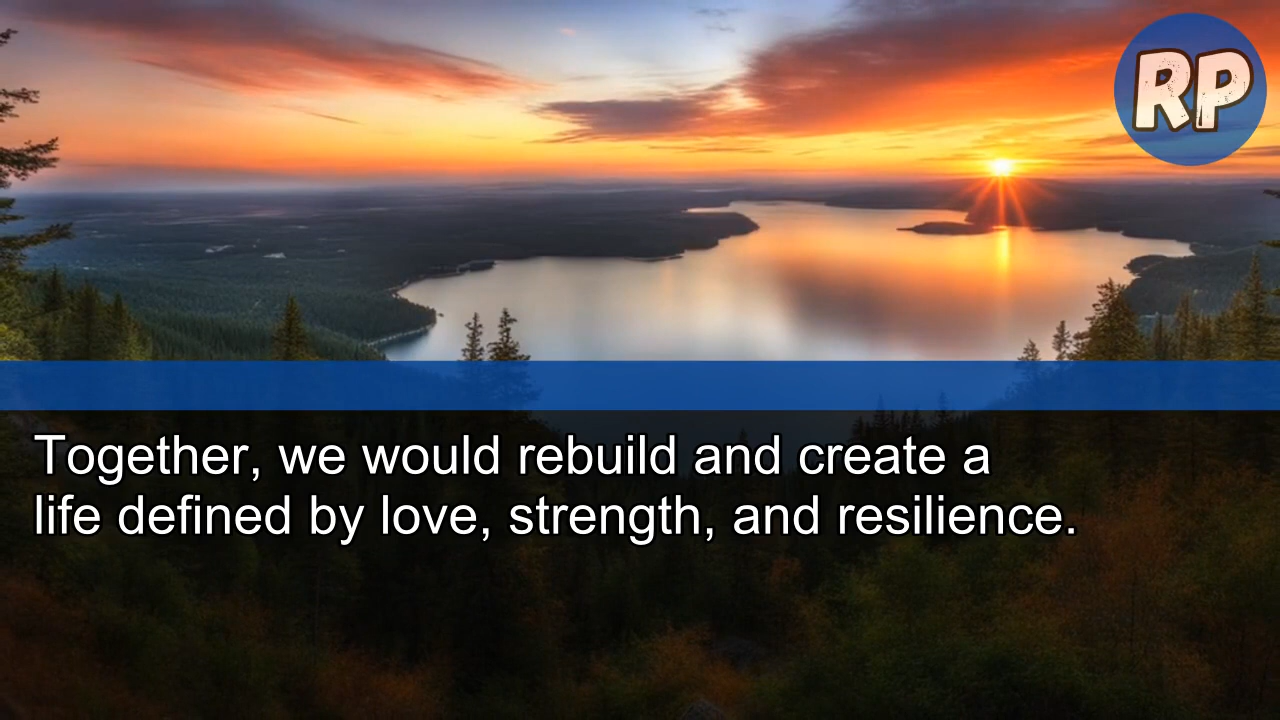 RP
Together, we would rebuild and create a
life defined by love, strength, and resilience.